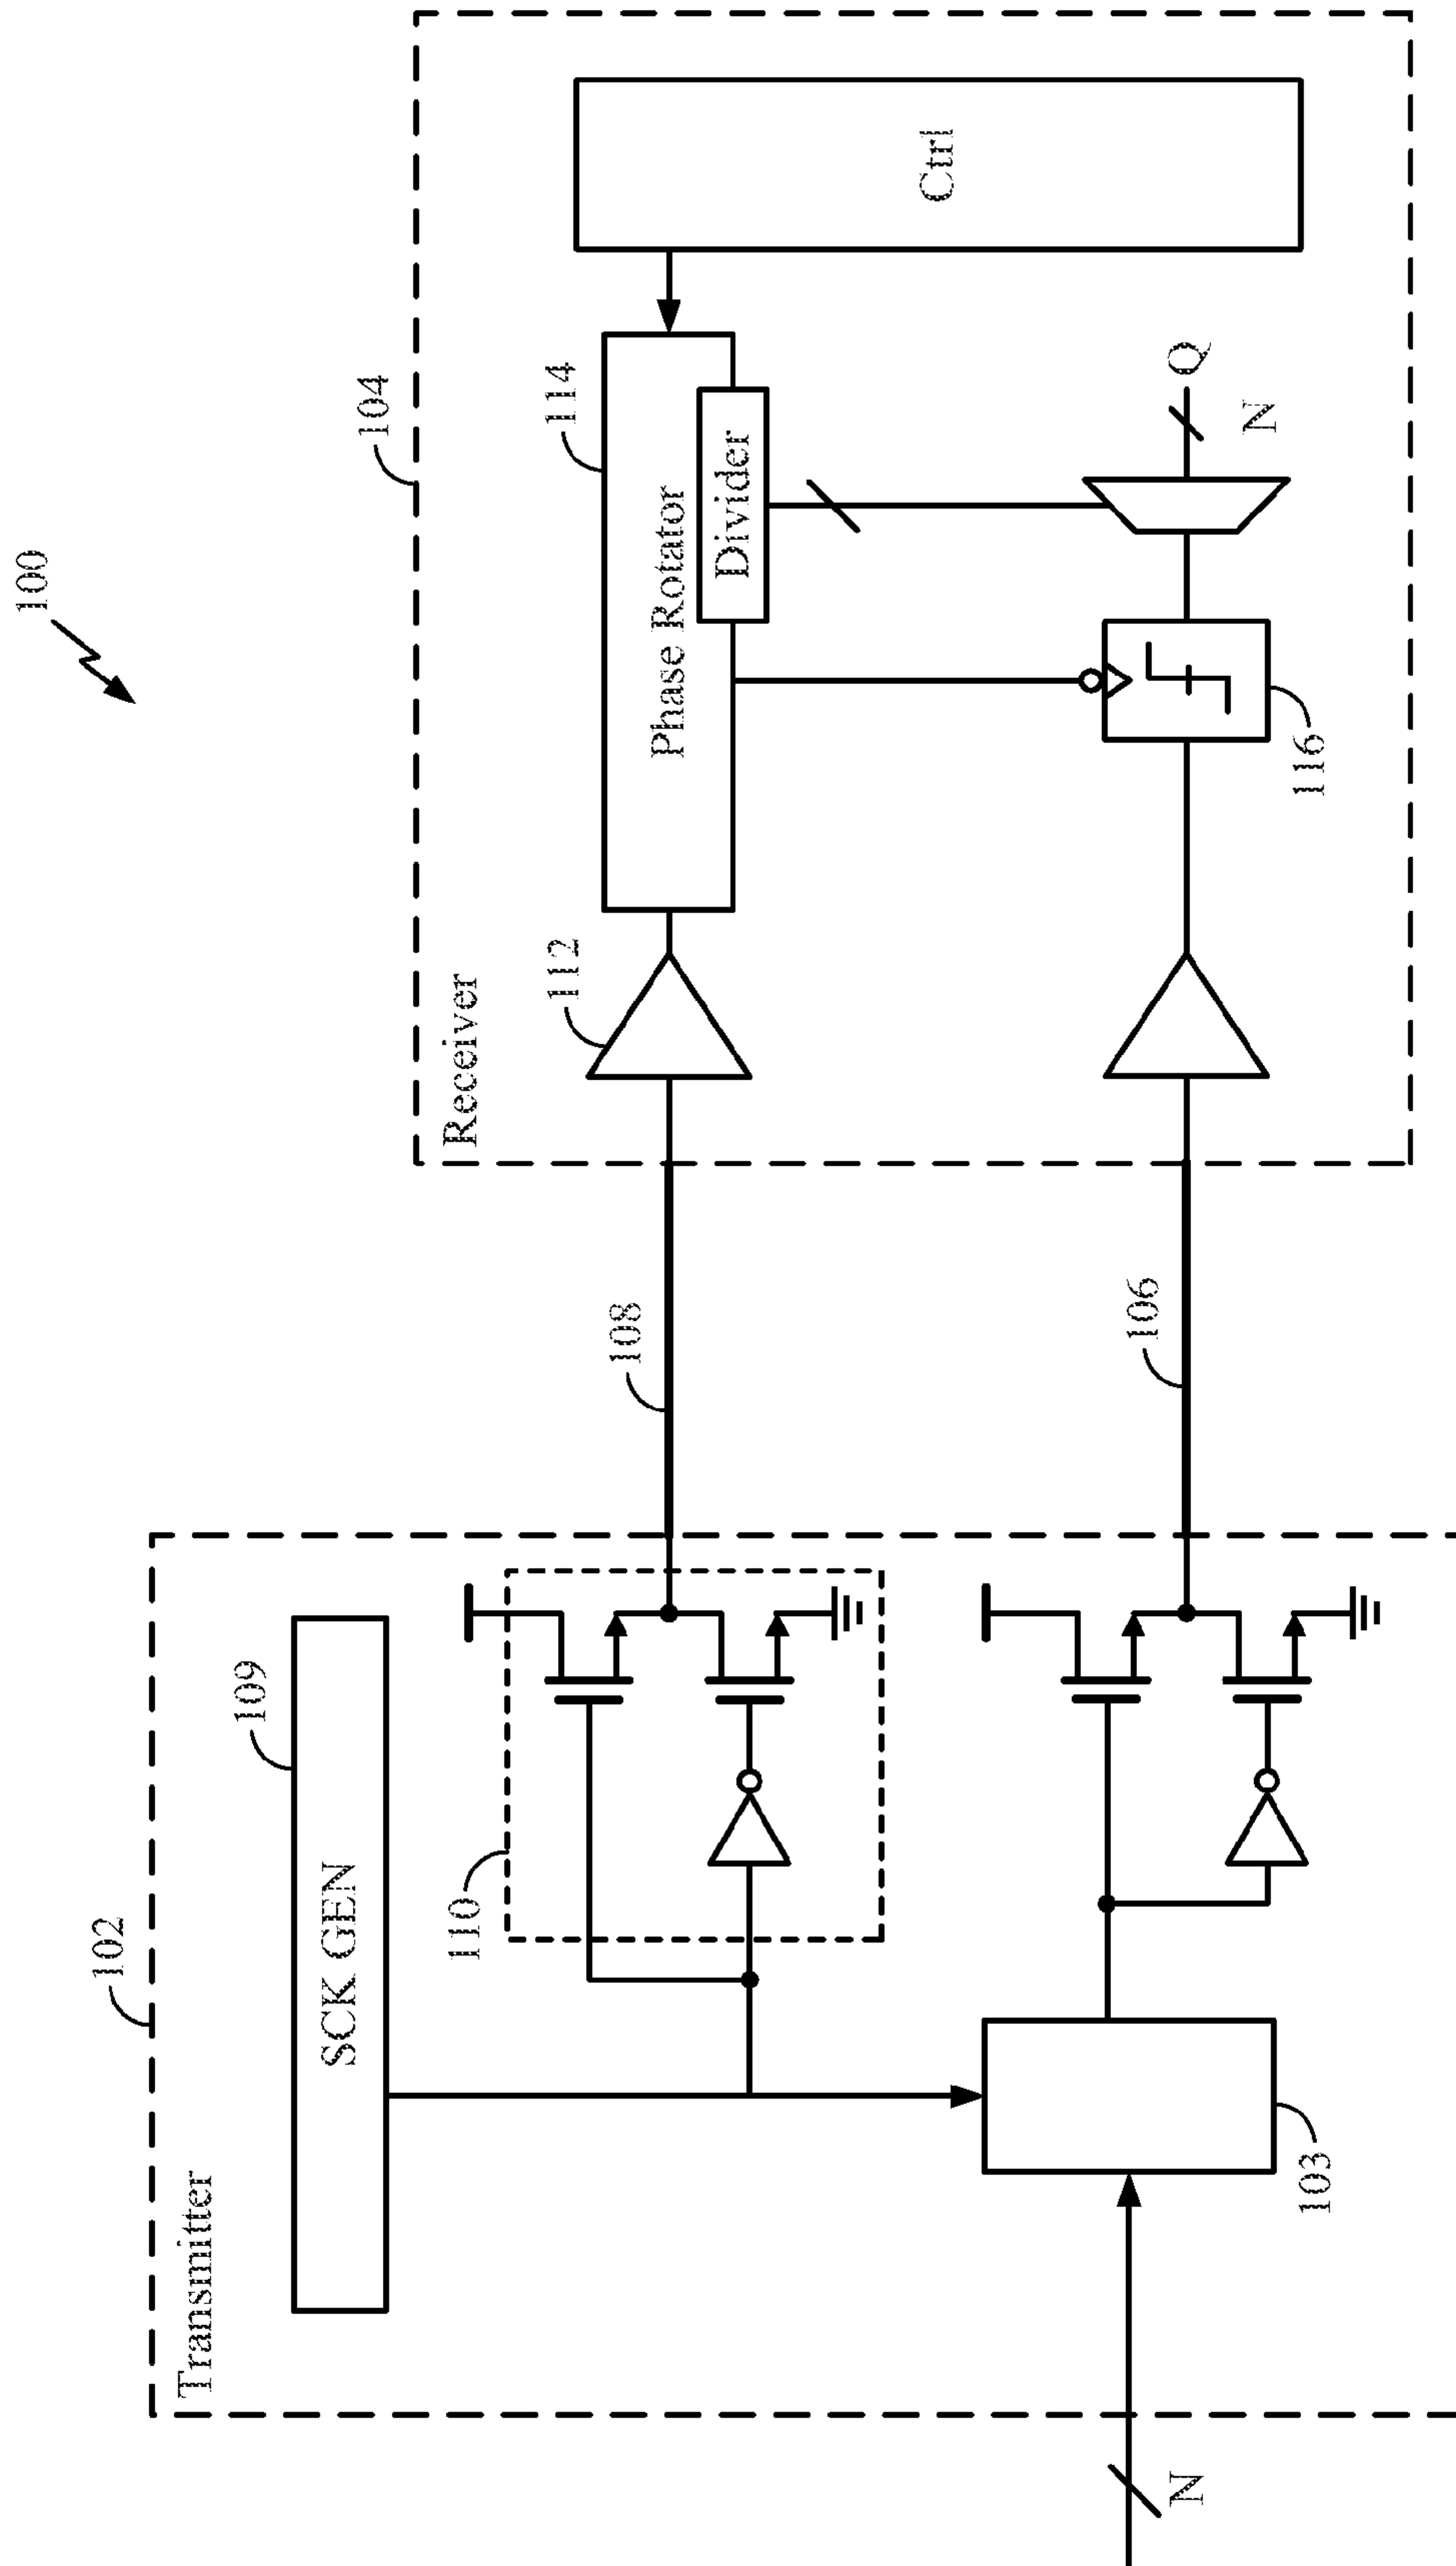 100
102
Transmitter
109
SCK GEN
110
103
N
108
106
104
Receiver
112
114
Phase Rotator
Divider
Ctrl
116
Q
N